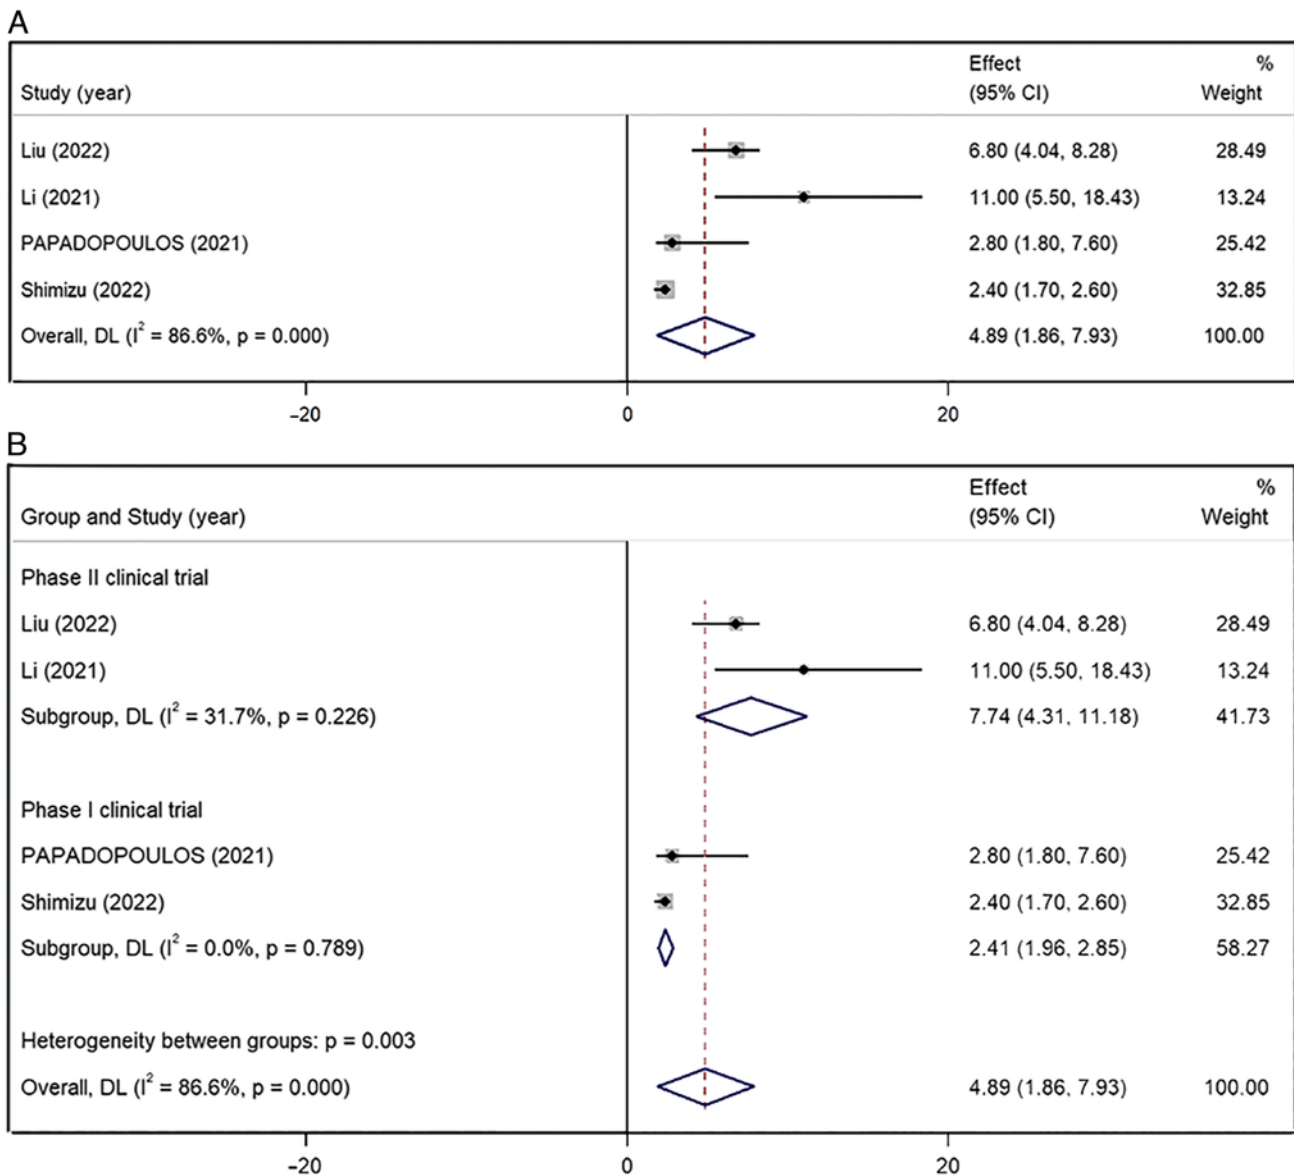 A
Effect %
Study (year) (95% CI) Weight
Liu (2022) 6.80 (4.04, 8.28) 28.49
Li (2021) 11.00 (5.50, 18.43) 13.24
PAPADOPOULOS (2021) 2.80 (1.80, 7.60) 25.42
Shimizu (2022) 2.40 (1.70, 2.60) 32.85
Overall, DL (I² = 86.6%, p = 0.000) 4.89 (1.86, 7.93) 100.00
–20 0 20
B
Effect %
Group and Study (year) (95% CI) Weight
Phase II clinical trial
Liu (2022) 6.80 (4.04, 8.28) 28.49
Li (2021) 11.00 (5.50, 18.43) 13.24
Subgroup, DL (I² = 31.7%, p = 0.226) 7.74 (4.31, 11.18) 41.73
Phase I clinical trial
PAPADOPOULOS (2021) 2.80 (1.80, 7.60) 25.42
Shimizu (2022) 2.40 (1.70, 2.60) 32.85
Subgroup, DL (I² = 0.0%, p = 0.789) 2.41 (1.96, 2.85) 58.27
Heterogeneity between groups: p = 0.003
Overall, DL (I² = 86.6%, p = 0.000) 4.89 (1.86, 7.93) 100.00
–20 0 20